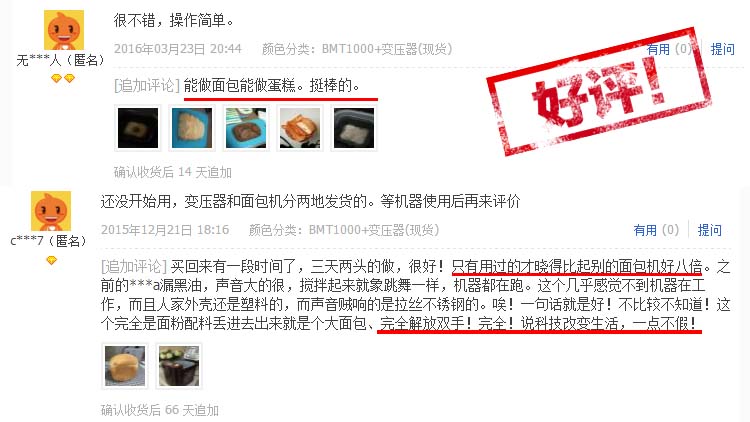 很不错，操作简单。
无***人（匿名）
2016年03月23日 20:44 颜色分类：BMT1000+变压器(现货)
有用 (0) 提问
好评！
[追加评论] 能做面包能做蛋糕。挺棒的。
确认收货后 14 天追加
还没开始用，变压器和面包机分两地发货的。等机器使用后再来评价
c***7（匿名）
2015年12月21日 18:16 颜色分类：BMT1000+变压器(现货)
有用 (0) 提问
[追加评论] 买回来有一段时间了，三天两头的做，很好！只有用过的才晓得比起别的面包机好八倍。之
前的***a漏黑油，声音大的很，搅拌起来就象跳舞一样，机器都在跑。这个几乎感觉不到机器在工
作，而且人家外壳还是塑料的，而声音贼响的是拉丝不锈钢的。唉！一句话就是好！不比较不知道！这
个完全是面粉配料丢进去出来就是个大面包、完全解放双手！完全！说科技改变生活，一点不假！
确认收货后 66 天追加